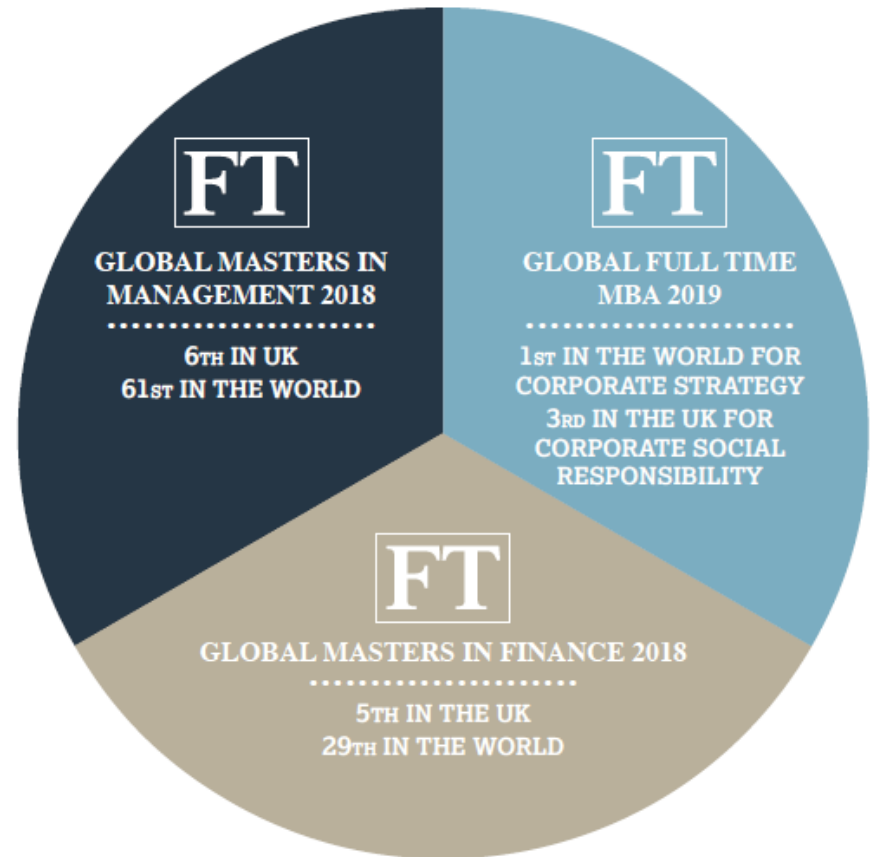 FT
GLOBAL MASTERS IN
MANAGEMENT 2018
6TH IN UK
61ST IN THE WORLD
FT
GLOBAL FULL TIME
MBA 2019
1ST IN THE WORLD FOR
CORPORATE STRATEGY
3RD IN THE UK FOR
CORPORATE SOCIAL
RESPONSIBILITY
FT
GLOBAL MASTERS IN FINANCE 2018
5TH IN THE UK
29TH IN THE WORLD